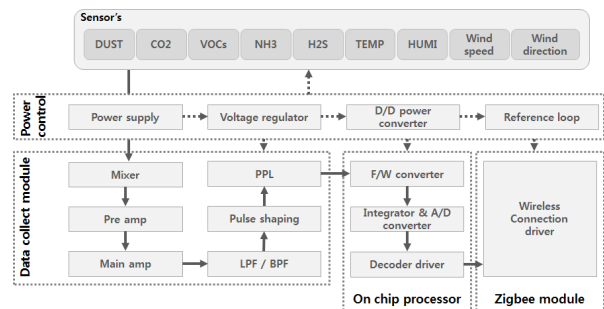 Sensor's
DUST
CO2
VOCs
NH3
H2S
TEMP
HUMI
Wind
speed
Wind
direction
Power
control
Power supply
Voltage regulator
D/D power
converter
Reference loop
Data collect module
Mixer
Pre amp
Main amp
PPL
Pulse shaping
LPF / BPF
F/W converter
Integrator & A/D
converter
Decoder driver
On chip processor
Wireless
Connection
driver
Zigbee module